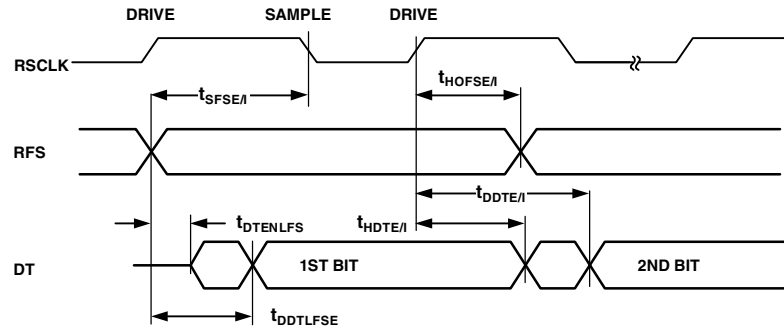 DRIVE SAMPLE DRIVE
RSCLK
tHOFSE/I
tSFSE/I
RFS
tDDTE/I
tDTENLFS tHDTE/I
DT 1ST BIT 2ND BIT
tDDTLFSE